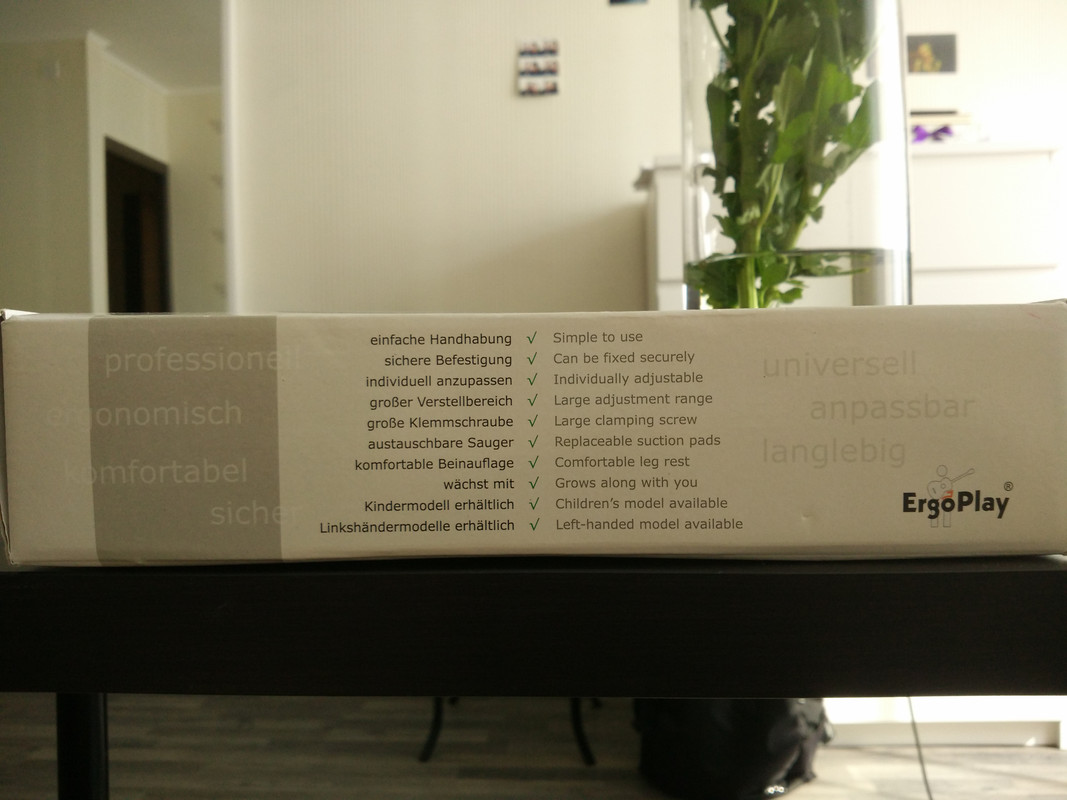 professionell
ergonomisch
komfortabel
sicher
einfache Handhabung √ Simple to use
sichere Befestigung √ Can be fixed securely
individuell anzupassen √ Individually adjustable
großer Verstellbereich √ Large adjustment range
große Klemmschraube √ Large clamping screw
austauschbare Sauger √ Replaceable suction pads
komfortable Beinauflage √ Comfortable leg rest
wächst mit √ Grows along with you
Kindermodell erhältlich √ Children's model available
Linkshändermodelle erhältlich √ Left-handed model available
universell
anpassbar
langlebig
ErgoPlay®